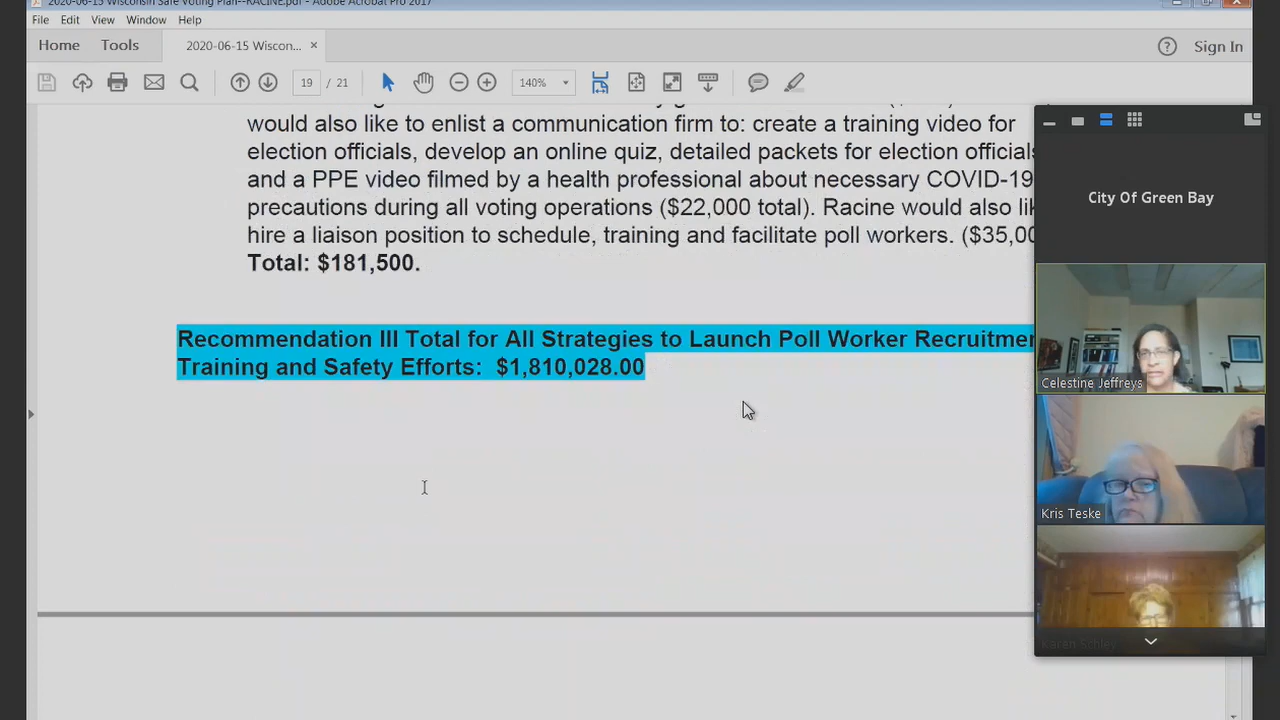 2020-06-15 Wisconsin Safe Voting Plan--RACINE.pdf - Adobe Acrobat Pro 2017
File Edit View Window Help
Home Tools 2020-06-15 Wiscon... × Sign In
19 / 21 140%
would also like to enlist a communication firm to: create a training video for
election officials, develop an online quiz, detailed packets for election officials
and a PPE video filmed by a health professional about necessary COVID-19
precautions during all voting operations ($22,000 total). Racine would also lik
hire a liaison position to schedule, training and facilitate poll workers. ($35,00
Total: $181,500.
Recommendation III Total for All Strategies to Launch Poll Worker Recruitmen
Training and Safety Efforts: $1,810,028.00
City Of Green Bay
Celestine Jeffreys
Kris Teske
Karen Schley